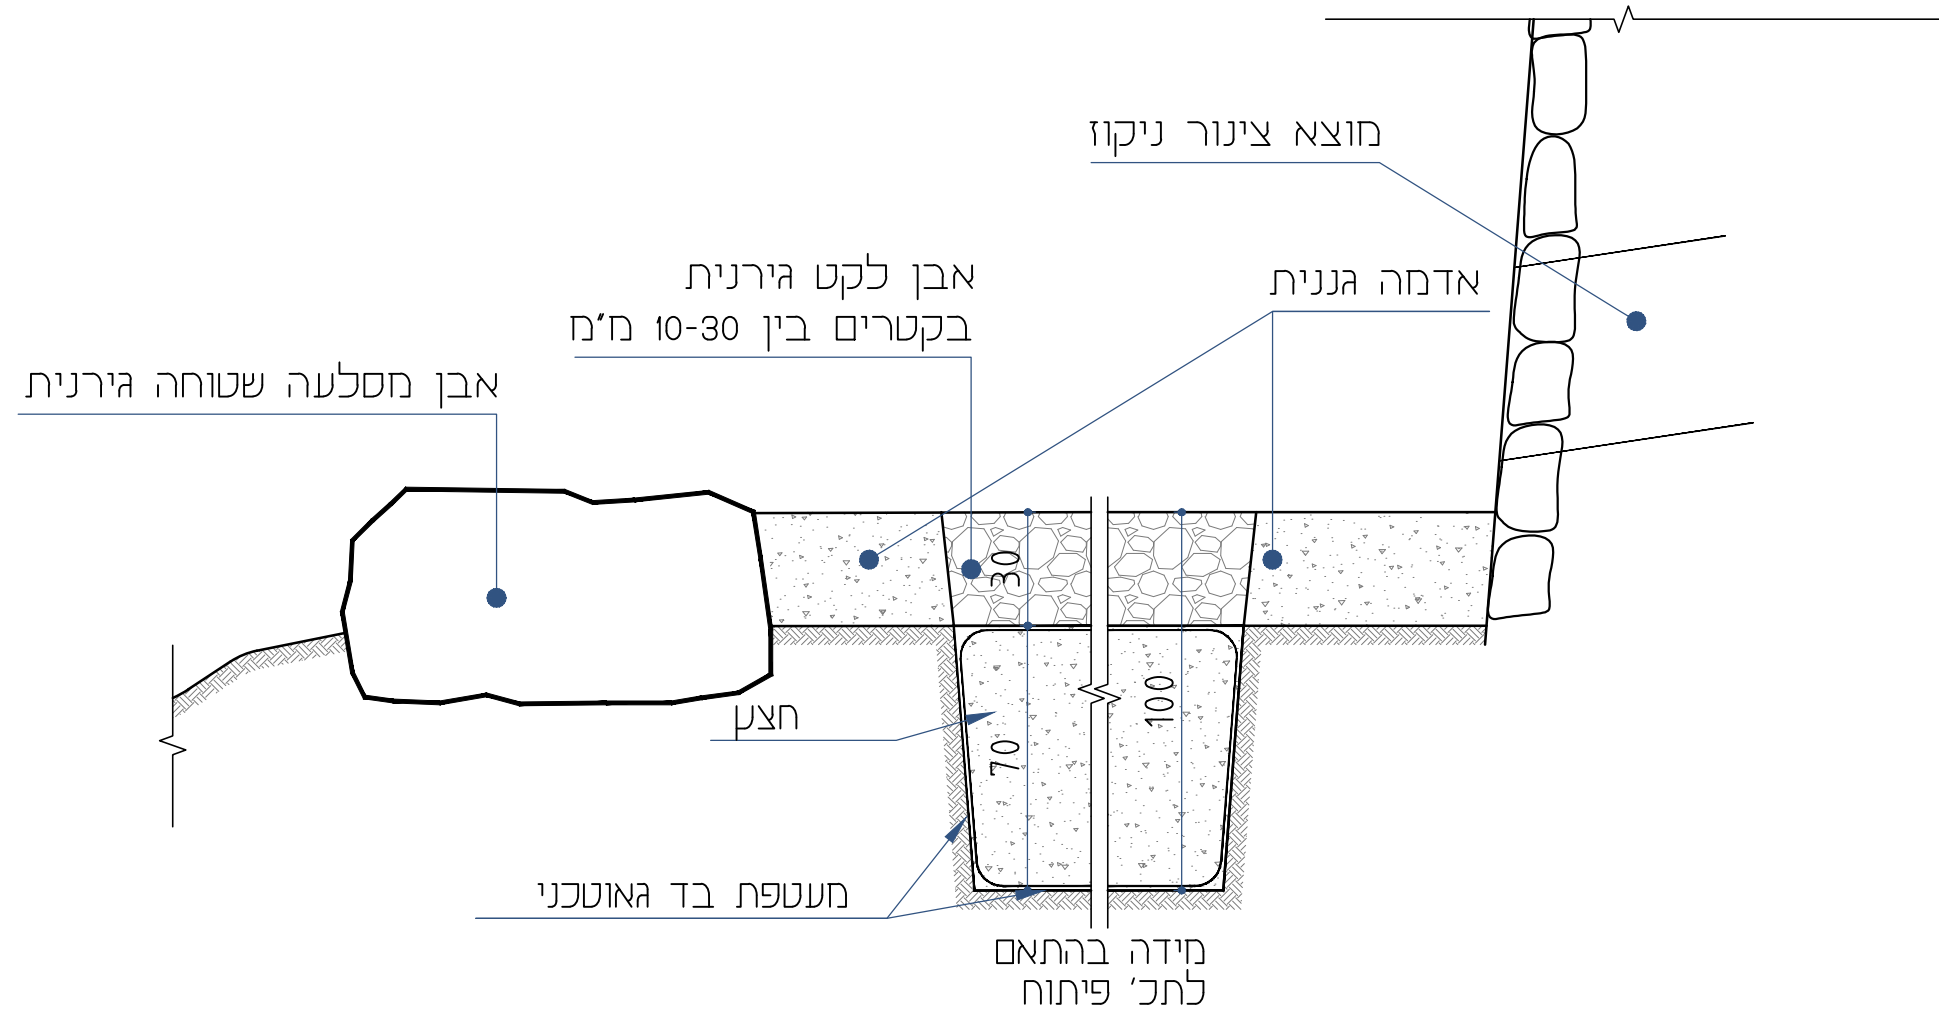 מוצא צינור ניקוז
אבן לקט גירנית
בקטרים בין 10-30 מ"מ
אדמה גננית
אבן מסלעה שטוחה גירנית
30
100
חצץ
70
מעטפת בד גאוטכני
מידה בהתאם
לתכ' פיתוח